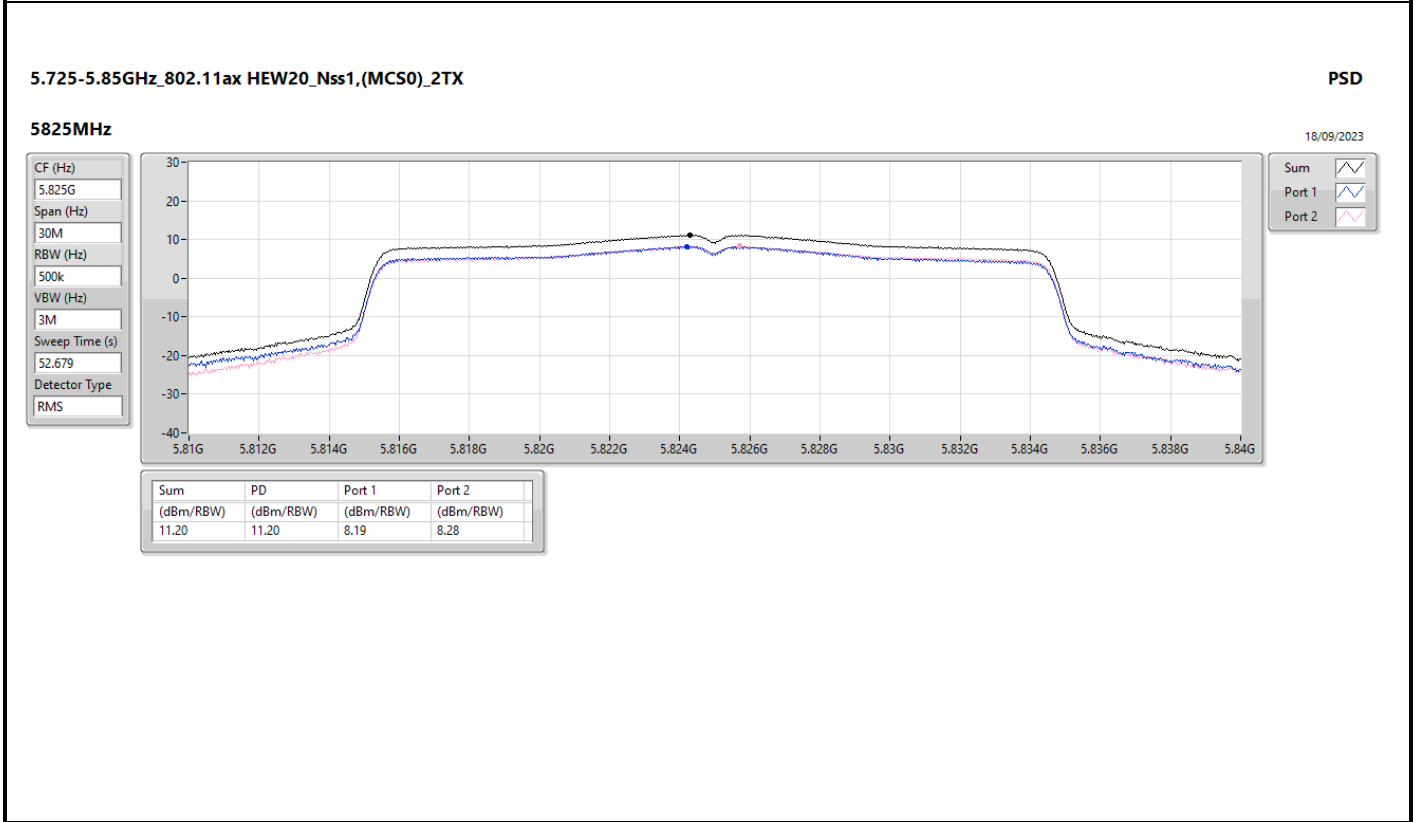 5.725-5.85GHz_802.11ax HEW20_Nss1,(MCS0)_2TX
PSD
5825MHz
18/09/2023
CF (Hz)
5.825G
Span (Hz)
30M
RBW (Hz)
500k
VBW (Hz)
3M
Sweep Time (s)
52.679
Detector Type
RMS
30
20
10
0
-10
-20
-30
-40
5.81G 5.812G 5.814G 5.816G 5.818G 5.82G 5.822G 5.824G 5.826G 5.828G 5.83G 5.832G 5.834G 5.836G 5.838G 5.84G
Sum
Port 1
Port 2
Sum PD Port 1 Port 2
(dBm/RBW) (dBm/RBW) (dBm/RBW) (dBm/RBW)
11.20 11.20 8.19 8.28